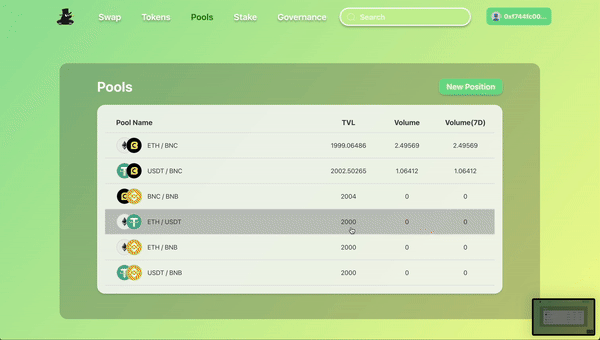 Swap Tokens Pools Stake Governance Search 0xf744fc00...
Pools New Position
Pool Name TVL Volume Volume(7D)
ETH / BNC 1999.06486 2.49569 2.49569
USDT / BNC 2002.50265 1.06412 1.06412
BNC / BNB 2004 0 0
ETH / USDT 2000 0 0
ETH / BNB 2000 0 0
USDT / BNB 2000 0 0